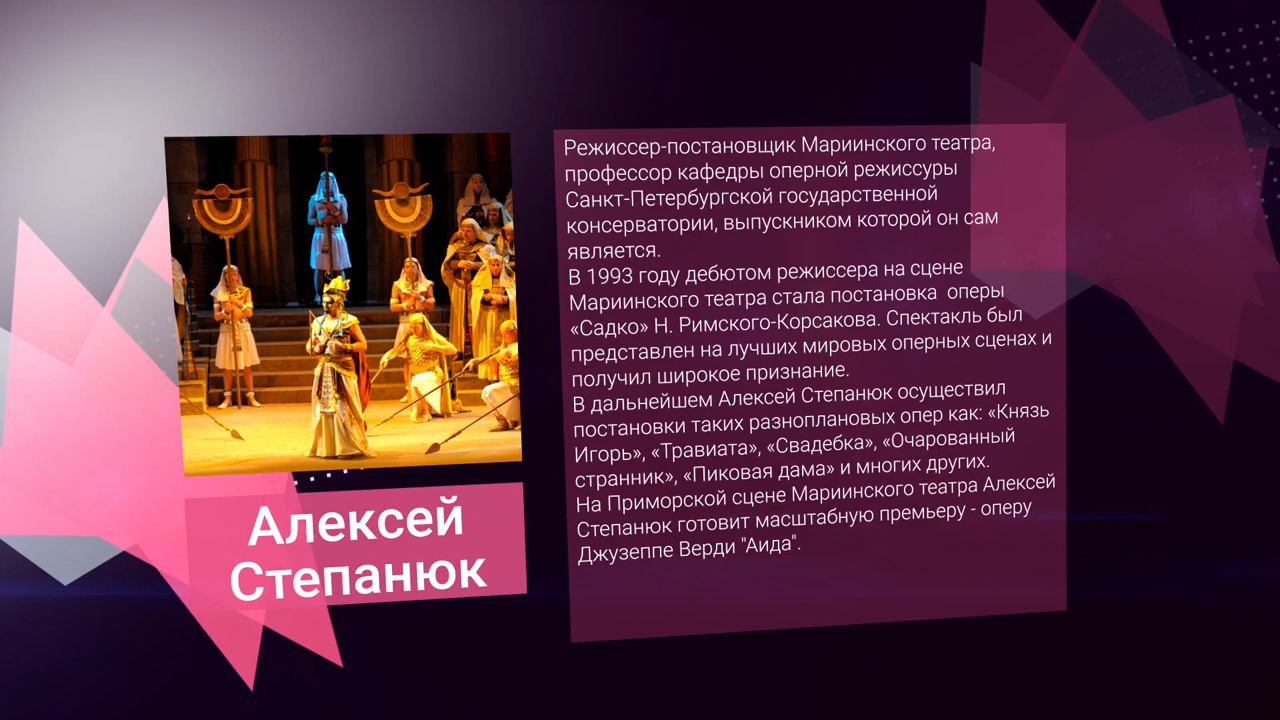 Режиссер-постановщик Мариинского театра,
профессор кафедры оперной режиссуры
Санкт-Петербургской государственной
консерватории, выпускником которой он сам
является.
В 1993 году дебютом режиссера на сцене
Мариинского театра стала постановка  оперы
«Садко» Н. Римского-Корсакова. Спектакль был
представлен на лучших мировых оперных сценах и
получил широкое признание.
В дальнейшем Алексей Степанюк осуществил
постановки таких разноплановых опер как: «Князь
Игорь», «Травиата», «Свадебка», «Очарованный
странник», «Пиковая дама» и многих других.
На Приморской сцене Мариинского театра Алексей
Степанюк готовит масштабную премьеру - оперу
Джузеппе Верди "Аида".
Алексей
Степанюк